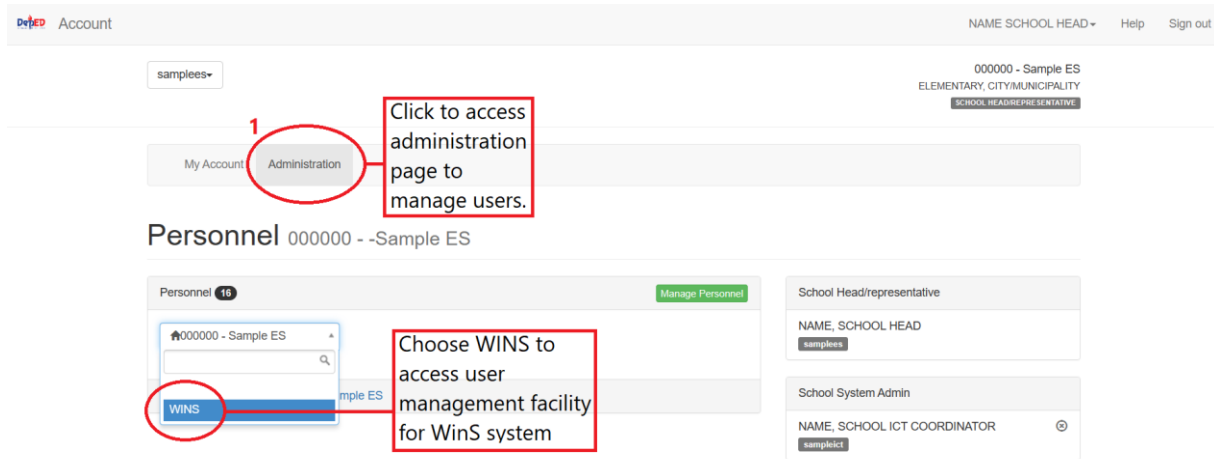 DepED Account
NAME SCHOOL HEAD
Help
Sign out
samplees
000000 - Sample ES
ELEMENTARY, CITY/MUNICIPALITY
SCHOOL HEAD/REPRESENTATIVE
1
My Account
Administration
Click to access
administration
page to
manage users.
Personnel 000000 - -Sample ES
Personnel 16
Manage Personnel
000000 - Sample ES
WINS
mple ES
Choose WINS to
access user
management facility
for WinS system
School Head/representative
NAME, SCHOOL HEAD
samplees
School System Admin
NAME, SCHOOL ICT COORDINATOR
sampleict